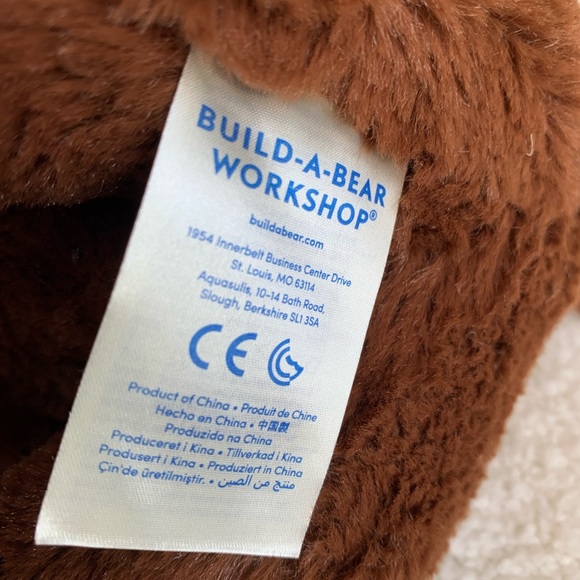 BUILD-A-BEAR
WORKSHOP®
buildabear.com
1954 Innerbelt Business Center Drive
St. Louis, MO 63114
Aquasulis, 10-14 Bath Road,
Slough, Berkshire SL1 3SA
CE
Product of China • Produit de Chine
Hecho en China • 中国製
Produzido na China
Produceret i Kina • Tillverkad i Kina
Produsert i Kina • Produziert in China
Çin'de üretilmiştir. • منتج من الصين